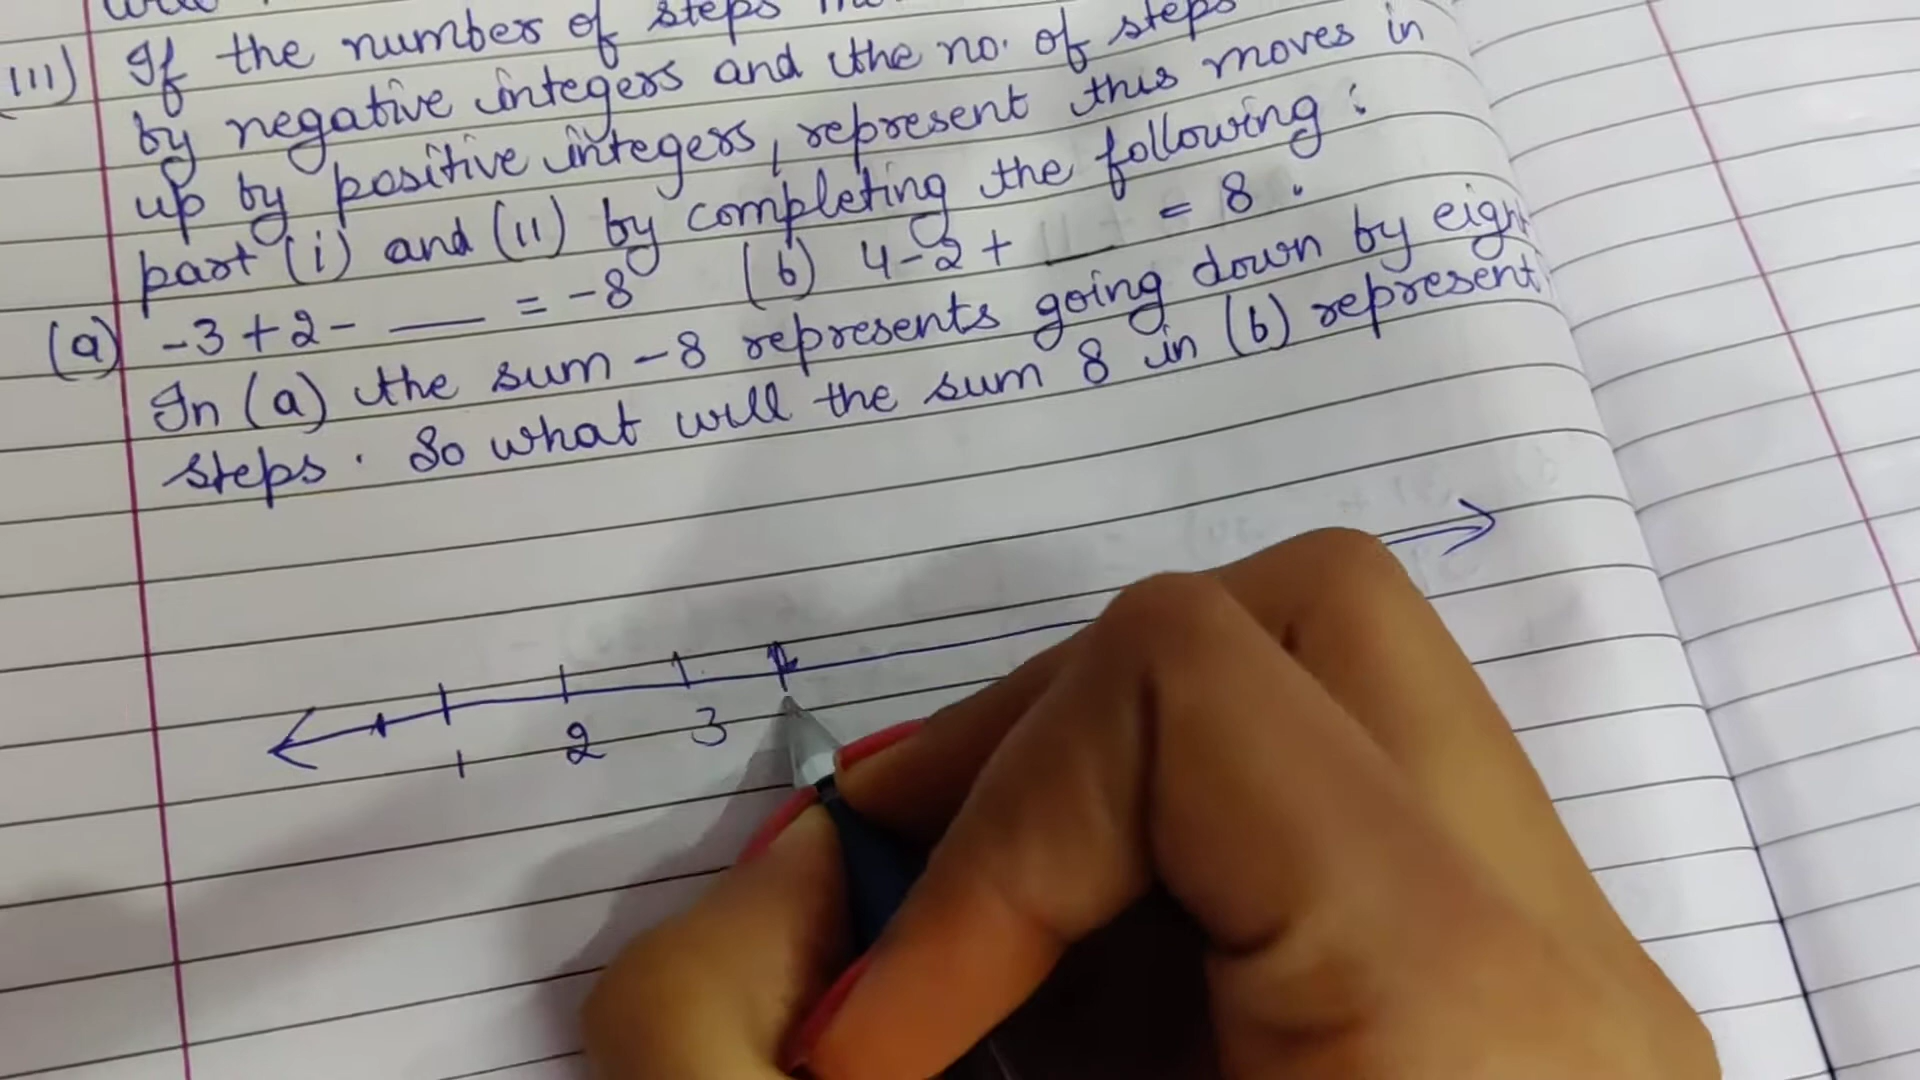 (III) If the number of steps
by negative integers and the no. of steps
up by positive integers, represent this moves in
part (i) and (II) by completing the following :
(a) -3 + 2 - ___ = -8 (b) 4-2 + ___ = 8 .
In (a) the sum -8 represents going down by eight
steps. So what will the sum 8 in (b) represent
1 2 3